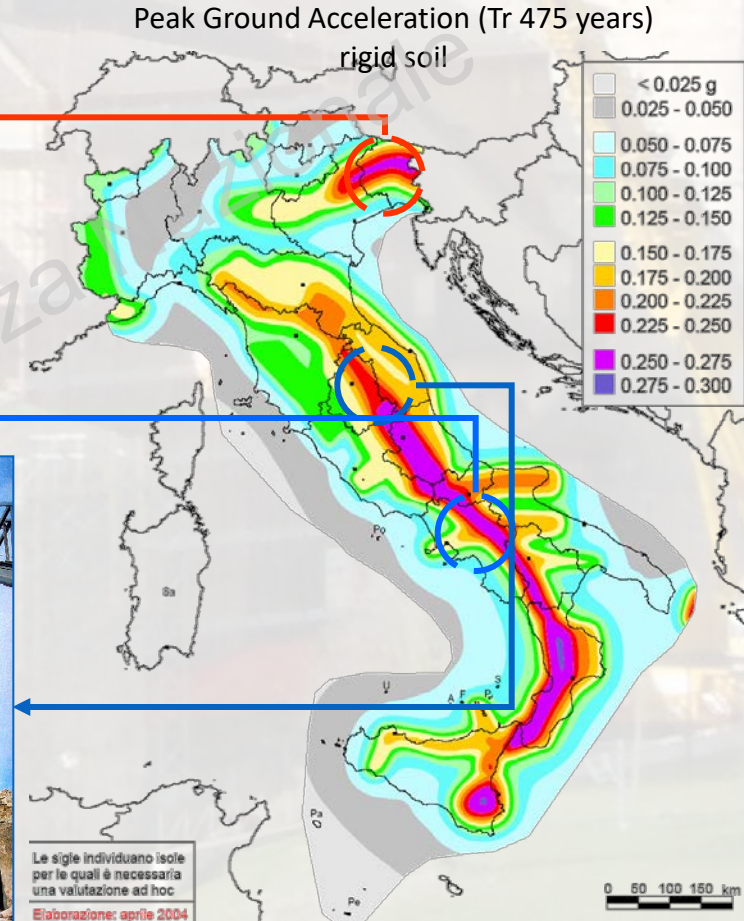 Peak Ground Acceleration (Tr 475 years)
rigid soil
< 0.025 g
0.025 - 0.050
0.050 - 0.075
0.075 - 0.100
0.100 - 0.125
0.125 - 0.150
0.150 - 0.175
0.175 - 0.200
0.200 - 0.225
0.225 - 0.250
0.250 - 0.275
0.275 - 0.300
Po
Sa
U
A
F
P
S
Pa
Pe
Le sigle individuano isole
per le quali è necessaria
una valutazione ad hoc
Elaborazione: aprile 2004
0 50 100 150 km